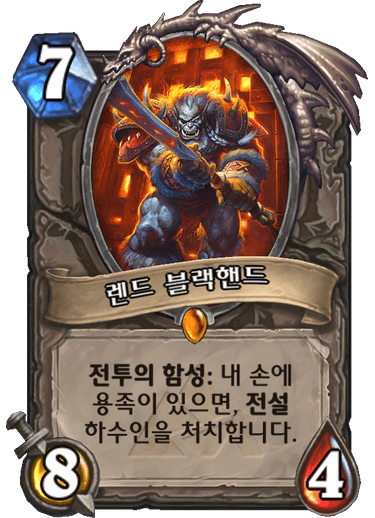 7
렌드 블랙핸드
전투의 함성: 내 손에
용족이 있으면, 전설
하수인을 처치합니다.
8
4